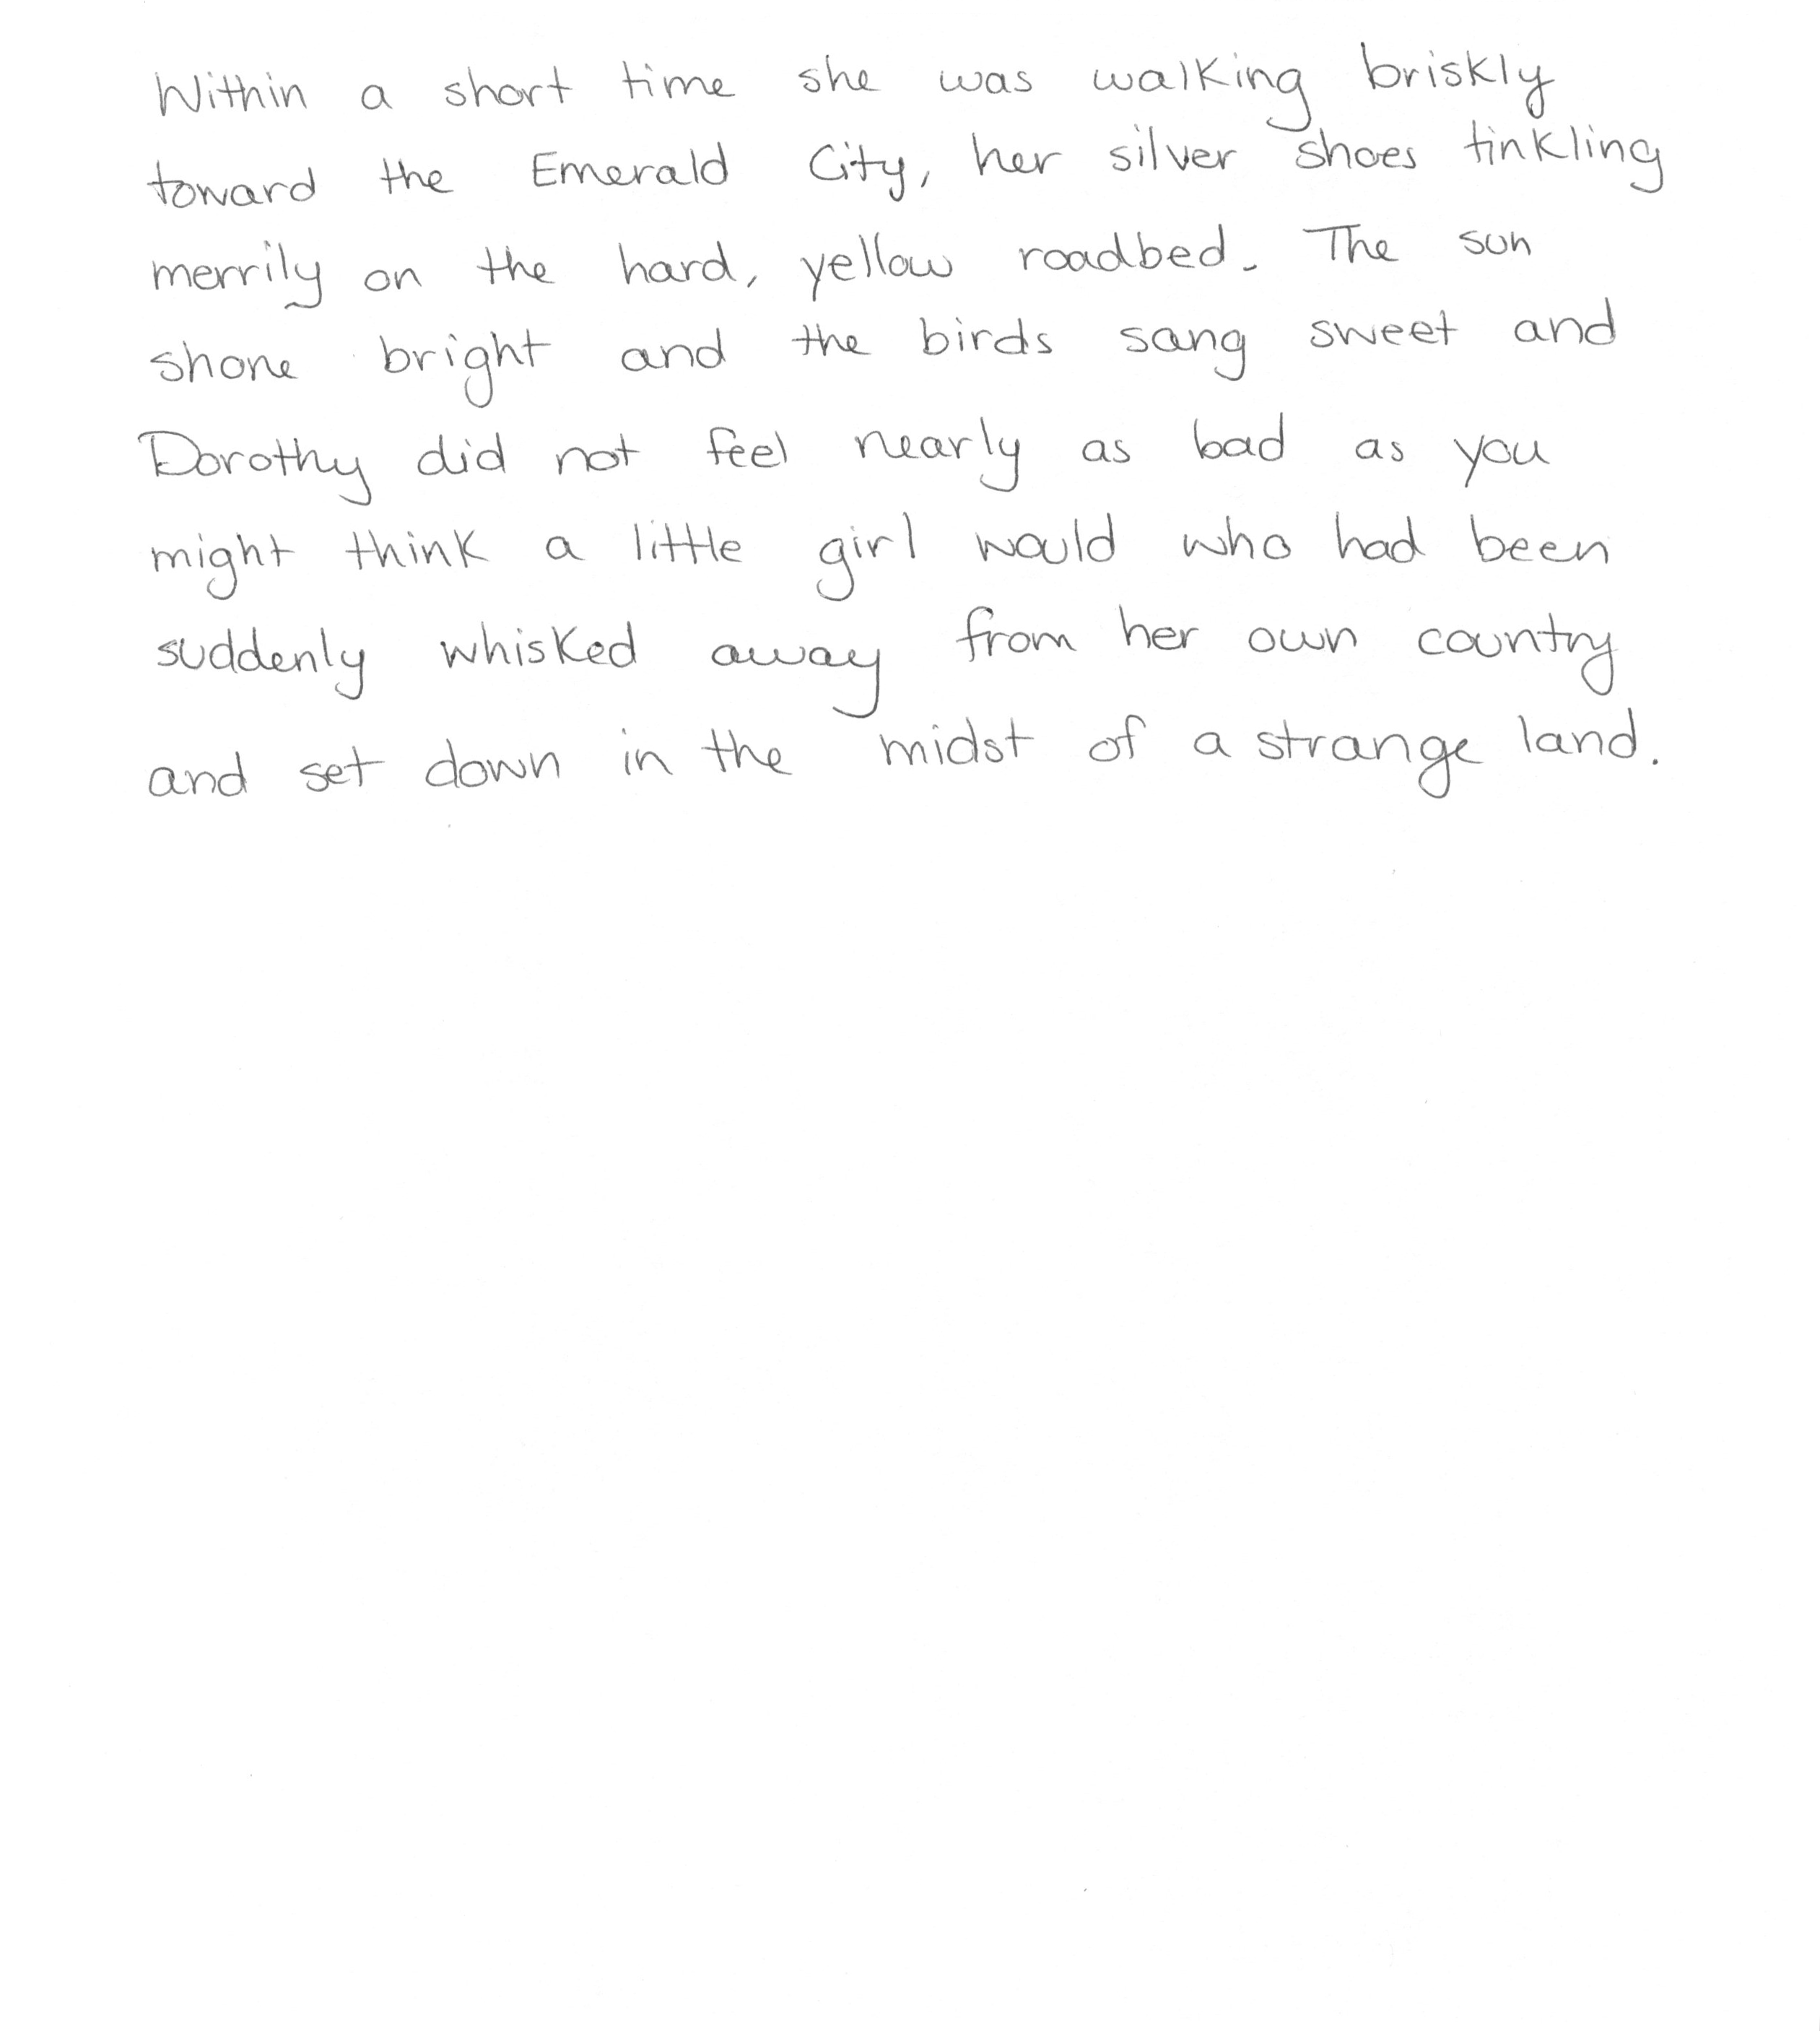 Within a short time she was walking briskly
toward the Emerald City, her silver shoes tinkling
merrily on the hard, yellow roadbed. The sun
shone bright and the birds sang sweet and
Dorothy did not feel nearly as bad as you
might think a little girl would who had been
suddenly whisked away from her own country
and set down in the midst of a strange land.